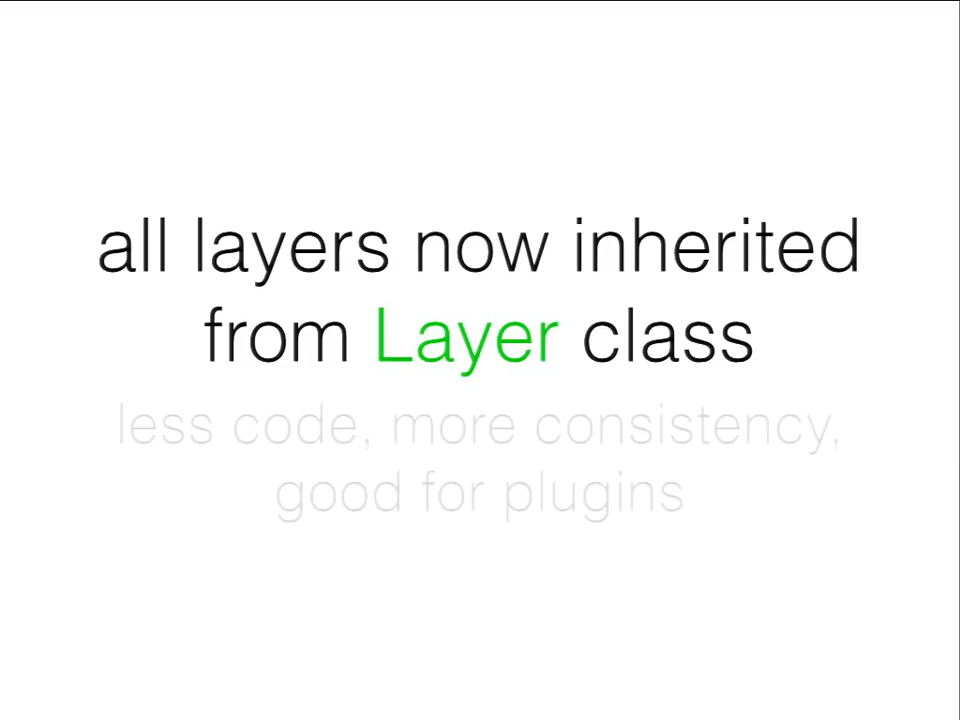 all layers now inherited
from Layer class
less code, more consistency,
good for plugins